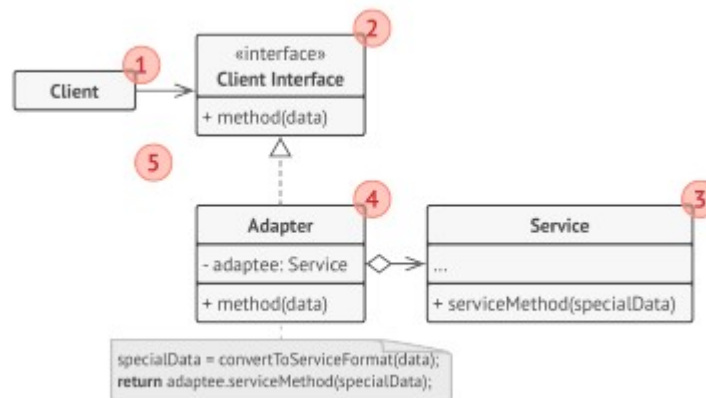 1
Client
2
«interface»
Client Interface
+ method(data)
5
4
Adapter
- adaptee: Service
+ method(data)
3
Service
...
+ serviceMethod(specialData)
specialData = convertToServiceFormat(data);
return adaptee.serviceMethod(specialData);